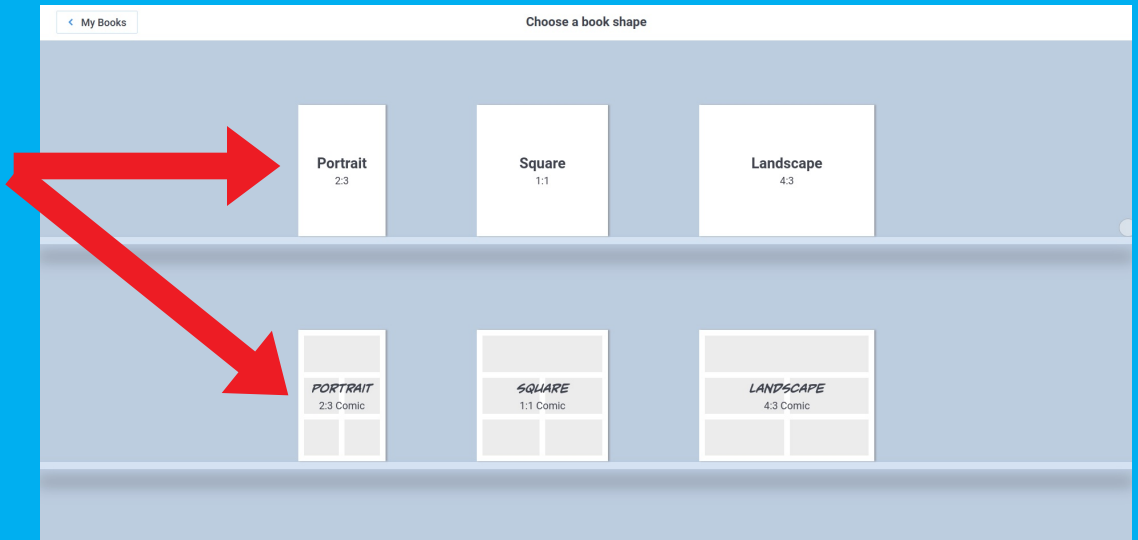 My Books
Choose a book shape
Portrait
2:3
Square
1:1
Landscape
4:3
PORTRAIT
2:3 Comic
SQUARE
1:1 Comic
LANDSCAPE
4:3 Comic